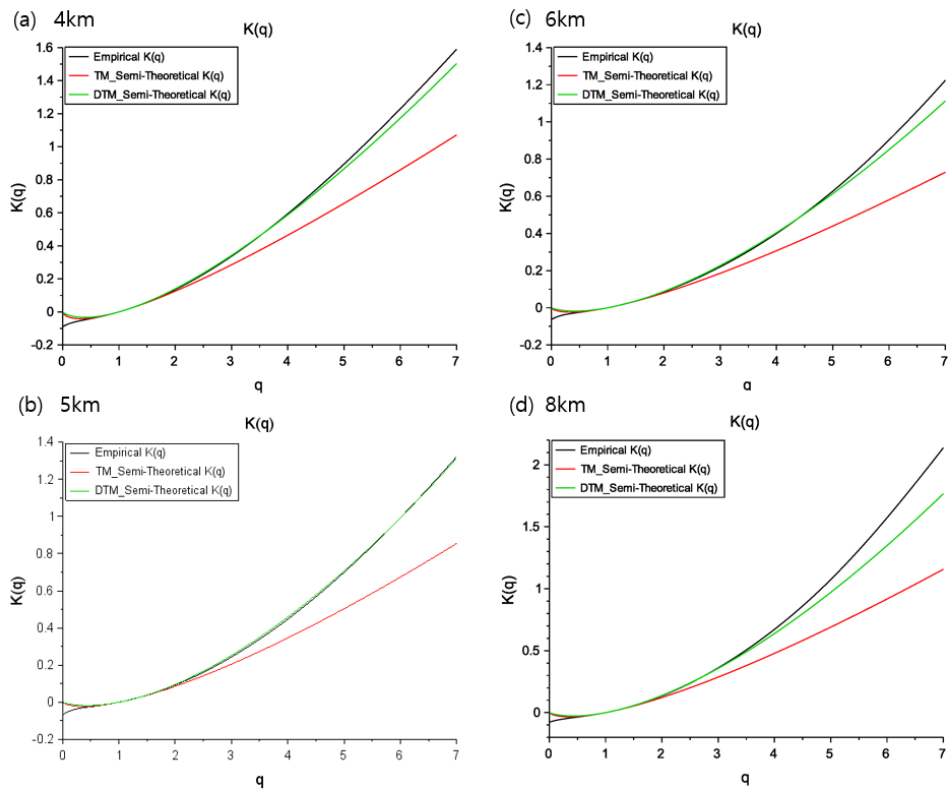 (a) 4km
K(q)
Empirical K(q)
TM_Semi-Theoretical K(q)
DTM_Semi-Theoretical K(q)
1.6
1.4
1.2
1.0
0.8
0.6
0.4
0.2
0
-0.2
K(q)
0 1 2 3 4 5 6 7
q
(c) 6km
K(q)
Empirical K(q)
TM_Semi-Theoretical K(q)
DTM_Semi-Theoretical K(q)
1.4
1.2
1.0
0.8
0.6
0.4
0.2
0
-0.2
K(q)
0 1 2 3 4 5 6 7
q
(b) 5km
K(q)
Empirical K(q)
TM_Semi-Theoretical K(q)
DTM_Semi-Theoretical K(q)
1.4
1.2
1.0
0.8
0.6
0.4
0.2
0
-0.2
K(q)
0 1 2 3 4 5 6 7
q
(d) 8km
K(q)
Empirical K(q)
TM_Semi-Theoretical K(q)
DTM_Semi-Theoretical K(q)
2
1.5
1
0.5
0
K(q)
0 1 2 3 4 5 6 7
q